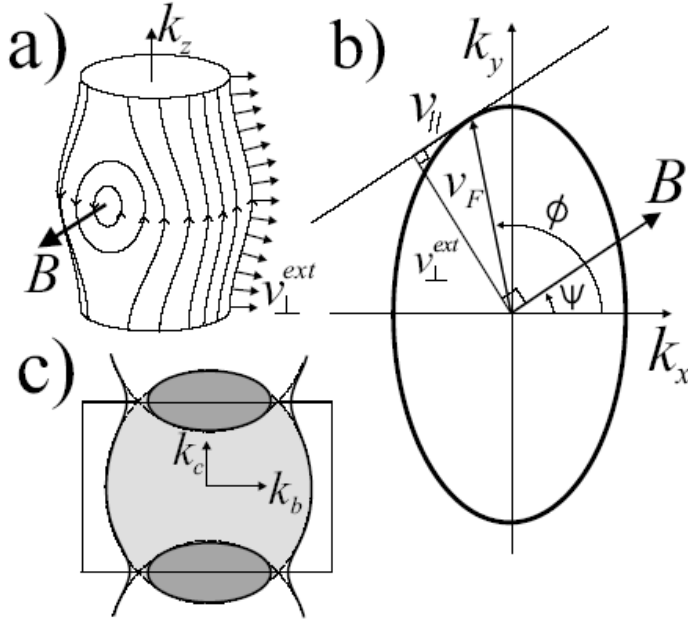 a)
k_z
B
v_⊥^{ext}
b)
k_y
v_{//}
v_F
v_⊥^{ext}
B
ϕ
ψ
k_x
c)
k_c
k_b